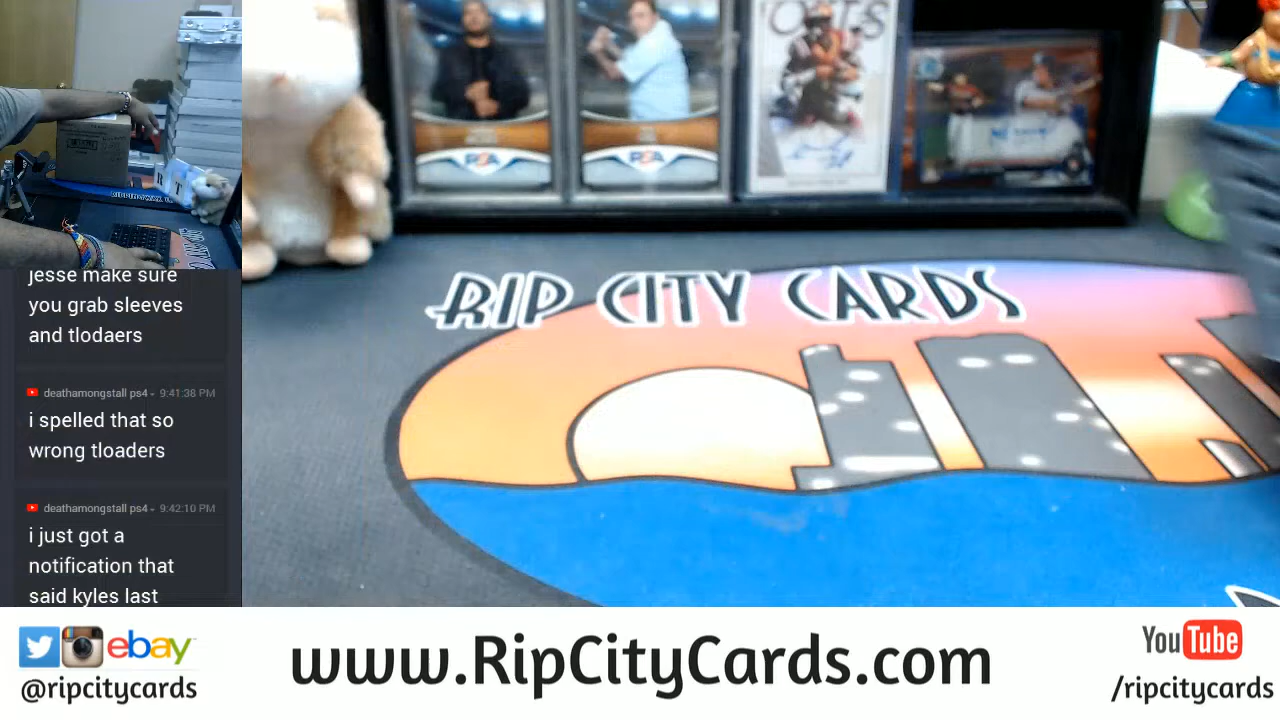 jesse make sure
you grab sleeves
and tlodaers
deathamongstall ps4 9:41:38 PM
i spelled that so
wrong tloaders
deathamongstall ps4 9:42:10 PM
i just got a
notification that
said kyles last
RIP CITY CARDS
PSA
PSA
ebay
@ripcitycards
www.RipCityCards.com
YouTube
/ripcitycards